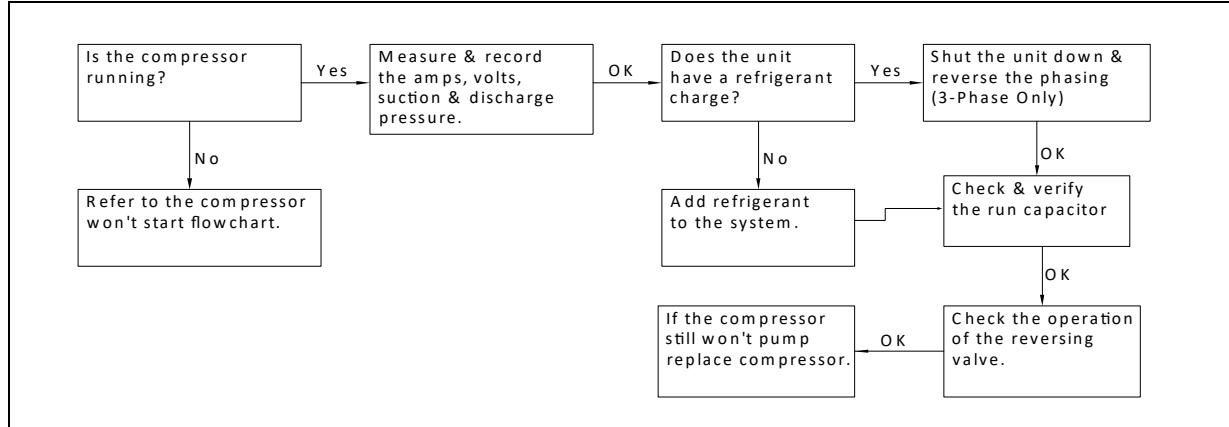 Is the compressor
running?
Yes
Measure & record
the amps, volts,
suction & discharge
pressure.
OK
Does the unit
have a refrigerant
charge?
Yes
Shut the unit down &
reverse the phasing
(3-Phase Only)
No
No
OK
Refer to the compressor
won't start flowchart.
Add refrigerant
to the system.
Check & verify
the run capacitor
OK
If the compressor
still won't pump
replace compressor.
OK
Check the operation
of the reversing
valve.